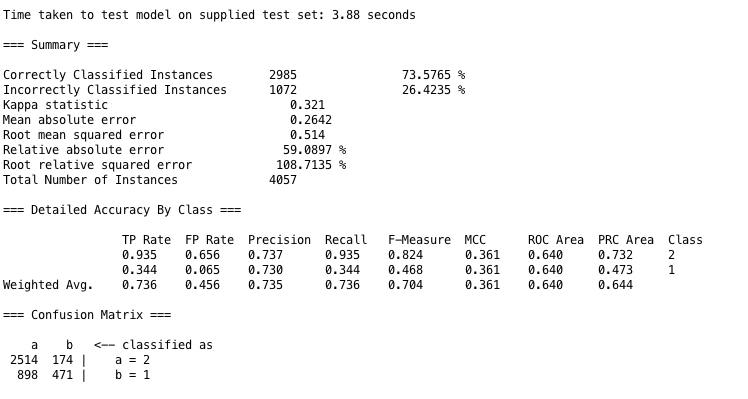 Time taken to test model on supplied test set: 3.88 seconds
=== Summary ===
Correctly Classified Instances        2985               73.5765 %
Incorrectly Classified Instances      1072               26.4235 %
Kappa statistic                          0.321
Mean absolute error                      0.2642
Root mean squared error                  0.514
Relative absolute error                 59.0897 %
Root relative squared error            108.7135 %
Total Number of Instances             4057
=== Detailed Accuracy By Class ===
                 TP Rate  FP Rate  Precision  Recall   F-Measure  MCC      ROC Area  PRC Area  Class
                 0.935    0.656    0.737      0.935    0.824      0.361    0.640     0.732     2
                 0.344    0.065    0.730      0.344    0.468      0.361    0.640     0.473     1
Weighted Avg.    0.736    0.456    0.735      0.736    0.704      0.361    0.640     0.644
=== Confusion Matrix ===
    a    b   <-- classified as
 2514  174 |    a = 2
  898  471 |    b = 1